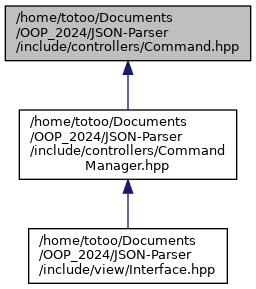 /home/totoo/Documents
/OOP_2024/JSON-Parser
/include/controllers/Command.hpp
/home/totoo/Documents
/OOP_2024/JSON-Parser
/include/controllers/Command
Manager.hpp
/home/totoo/Documents
/OOP_2024/JSON-Parser
/include/view/Interface.hpp